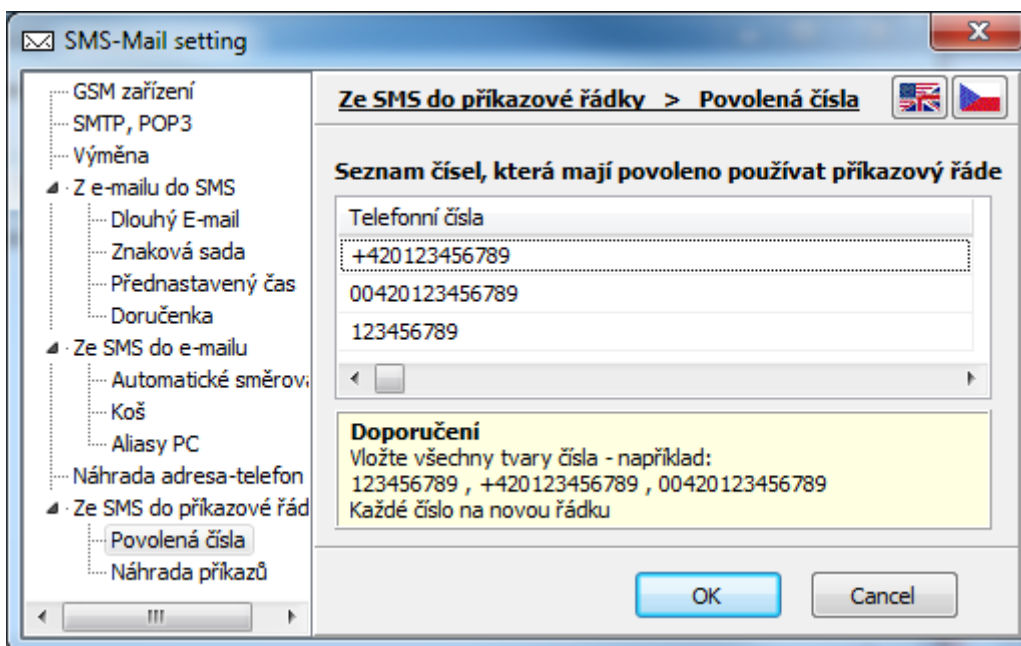 SMS-Mail setting
GSM zařízení
SMTP, POP3
Výměna
Z e-mailu do SMS
Dlouhý E-mail
Znaková sada
Přednastavený čas
Doručenka
Ze SMS do e-mailu
Automatické směrov
Koš
Aliasy PC
Náhrada adresa-telefon
Ze SMS do příkazové řád
Povolená čísla
Náhrada příkazů
Ze SMS do příkazové řádky > Povolená čísla
Seznam čísel, která mají povoleno používat příkazový řáde
Telefonní čísla
+420123456789
00420123456789
123456789
Doporučení
Vložte všechny tvary čísla - například:
123456789 , +420123456789 , 00420123456789
Každé číslo na novou řádku
OK
Cancel